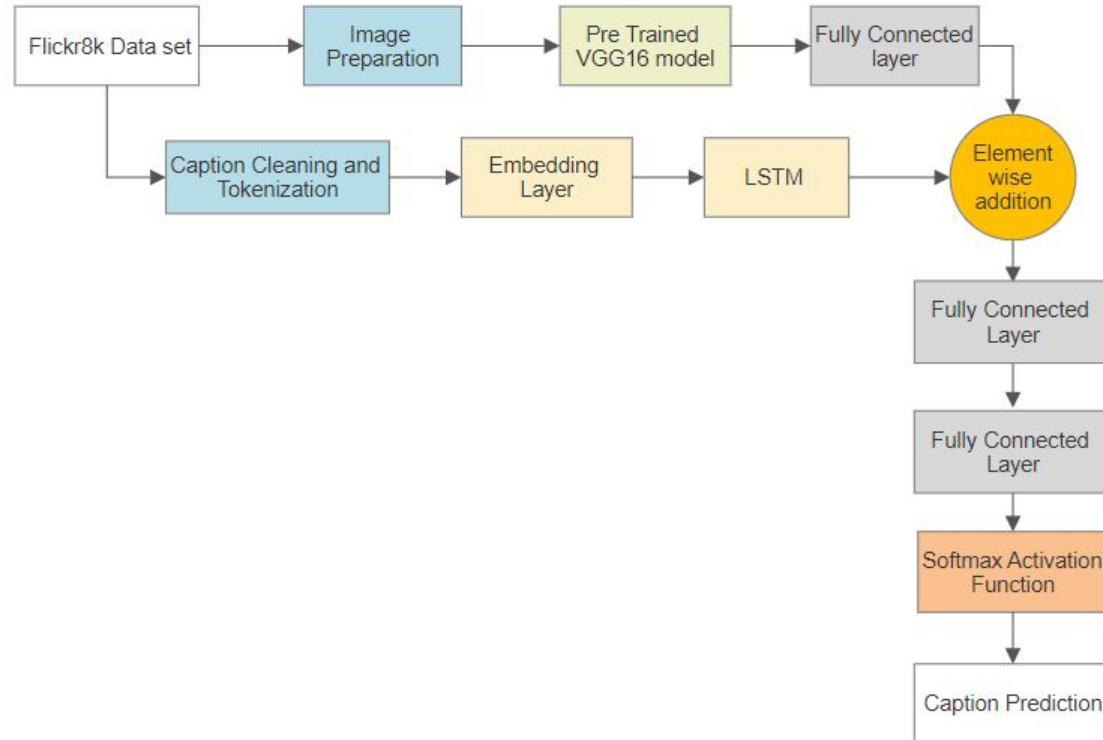 Flickr8k Data set
Image
Preparation
Pre Trained
VGG16 model
Fully Connected
layer
Caption Cleaning and
Tokenization
Embedding
Layer
LSTM
Element
wise
addition
Fully Connected
Layer
Fully Connected
Layer
Softmax Activation
Function
Caption Prediction